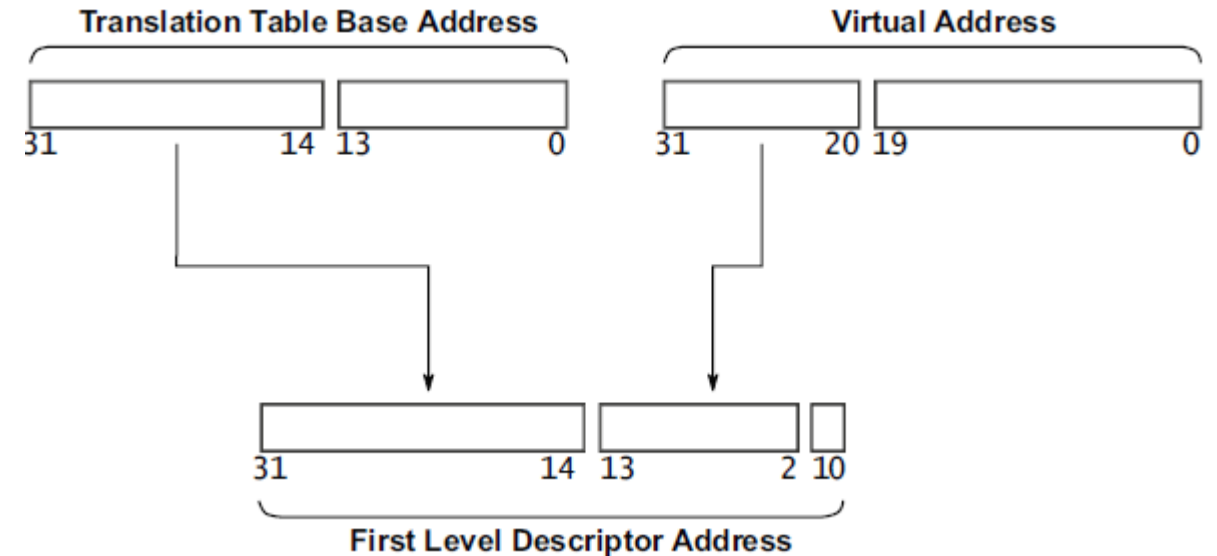 Translation Table Base Address Virtual Address
31 14 13 0 31 20 19 0
31 14 13 2 10
First Level Descriptor Address